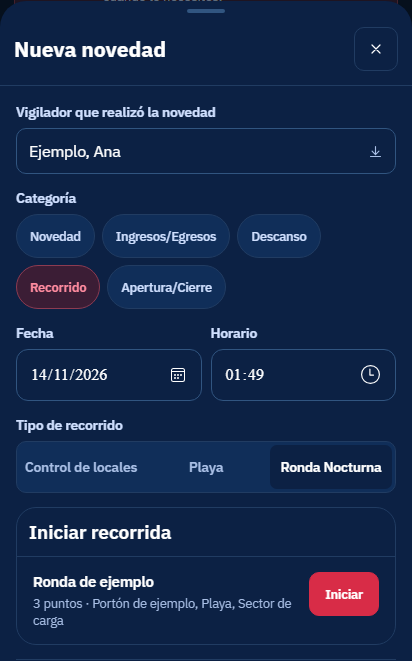 Nueva novedad
Vigilador que realizó la novedad
Ejemplo, Ana
Categoría
Novedad
Ingresos/Egresos
Descanso
Recorrido
Apertura/Cierre
Fecha
Horario
14/11/2026
01:49
Tipo de recorrido
Control de locales
Playa
Ronda Nocturna
Iniciar recorrida
Ronda de ejemplo
3 puntos · Portón de ejemplo, Playa, Sector de
carga
Iniciar